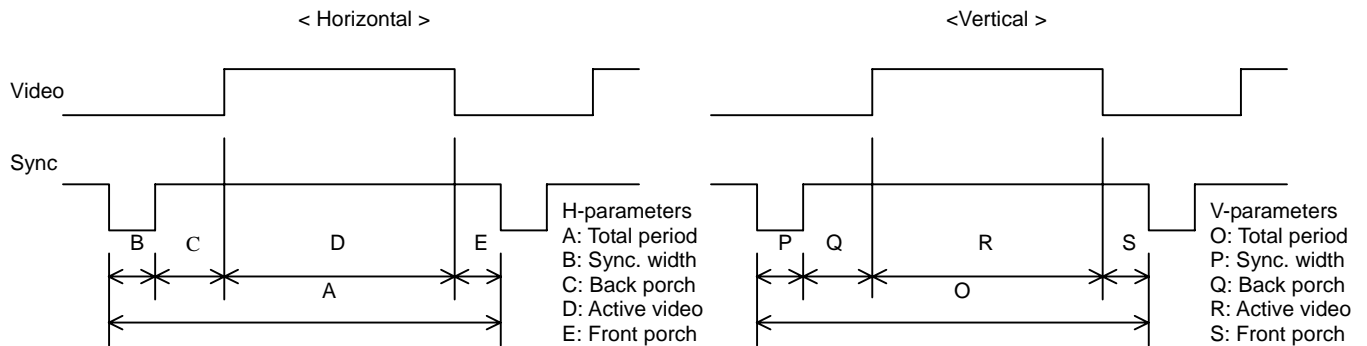 < Horizontal >
<Vertical>
Video
Sync
B
C
D
E
A
H-parameters
A: Total period
B: Sync. width
C: Back porch
D: Active video
E: Front porch
P
Q
R
S
O
V-parameters
O: Total period
P: Sync. width
Q: Back porch
R: Active video
S: Front porch